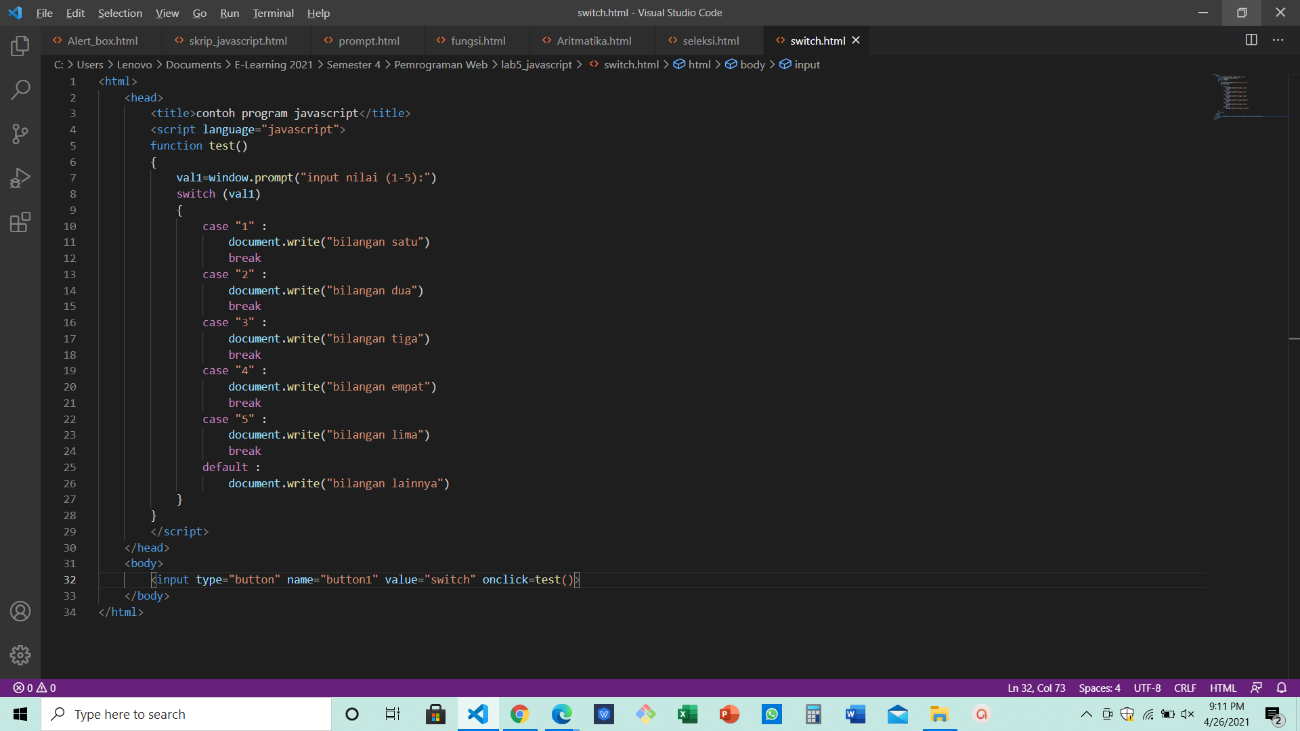 File Edit Selection View Go Run Terminal Help switch.html - Visual Studio Code
Alert_box.html skrip_javascript.html prompt.html fungsi.html Aritmatika.html seleksi.html switch.html
C: > Users > Lenovo > Documents > E-Learning 2021 > Semester 4 > Pemrograman Web > lab5_javascript > switch.html > html > body > input
1 <html>
2 <head>
3 <title>contoh program javascript</title>
4 <script language="javascript">
5 function test()
6 {
7 val1=window.prompt("input nilai (1-5):")
8 switch (val1)
9 {
10 case "1" :
11 document.write("bilangan satu")
12 break
13 case "2" :
14 document.write("bilangan dua")
15 break
16 case "3" :
17 document.write("bilangan tiga")
18 break
19 case "4" :
20 document.write("bilangan empat")
21 break
22 case "5" :
23 document.write("bilangan lima")
24 break
25 default :
26 document.write("bilangan lainnya")
27 }
28 }
29 </script>
30 </head>
31 <body>
32 <input type="button" name="button1" value="switch" onclick=test()>
33 </body>
34 </html>
0 0 Ln 32, Col 73 Spaces: 4 UTF-8 CRLF HTML
Type here to search
9:11 PM
4/26/2021
2